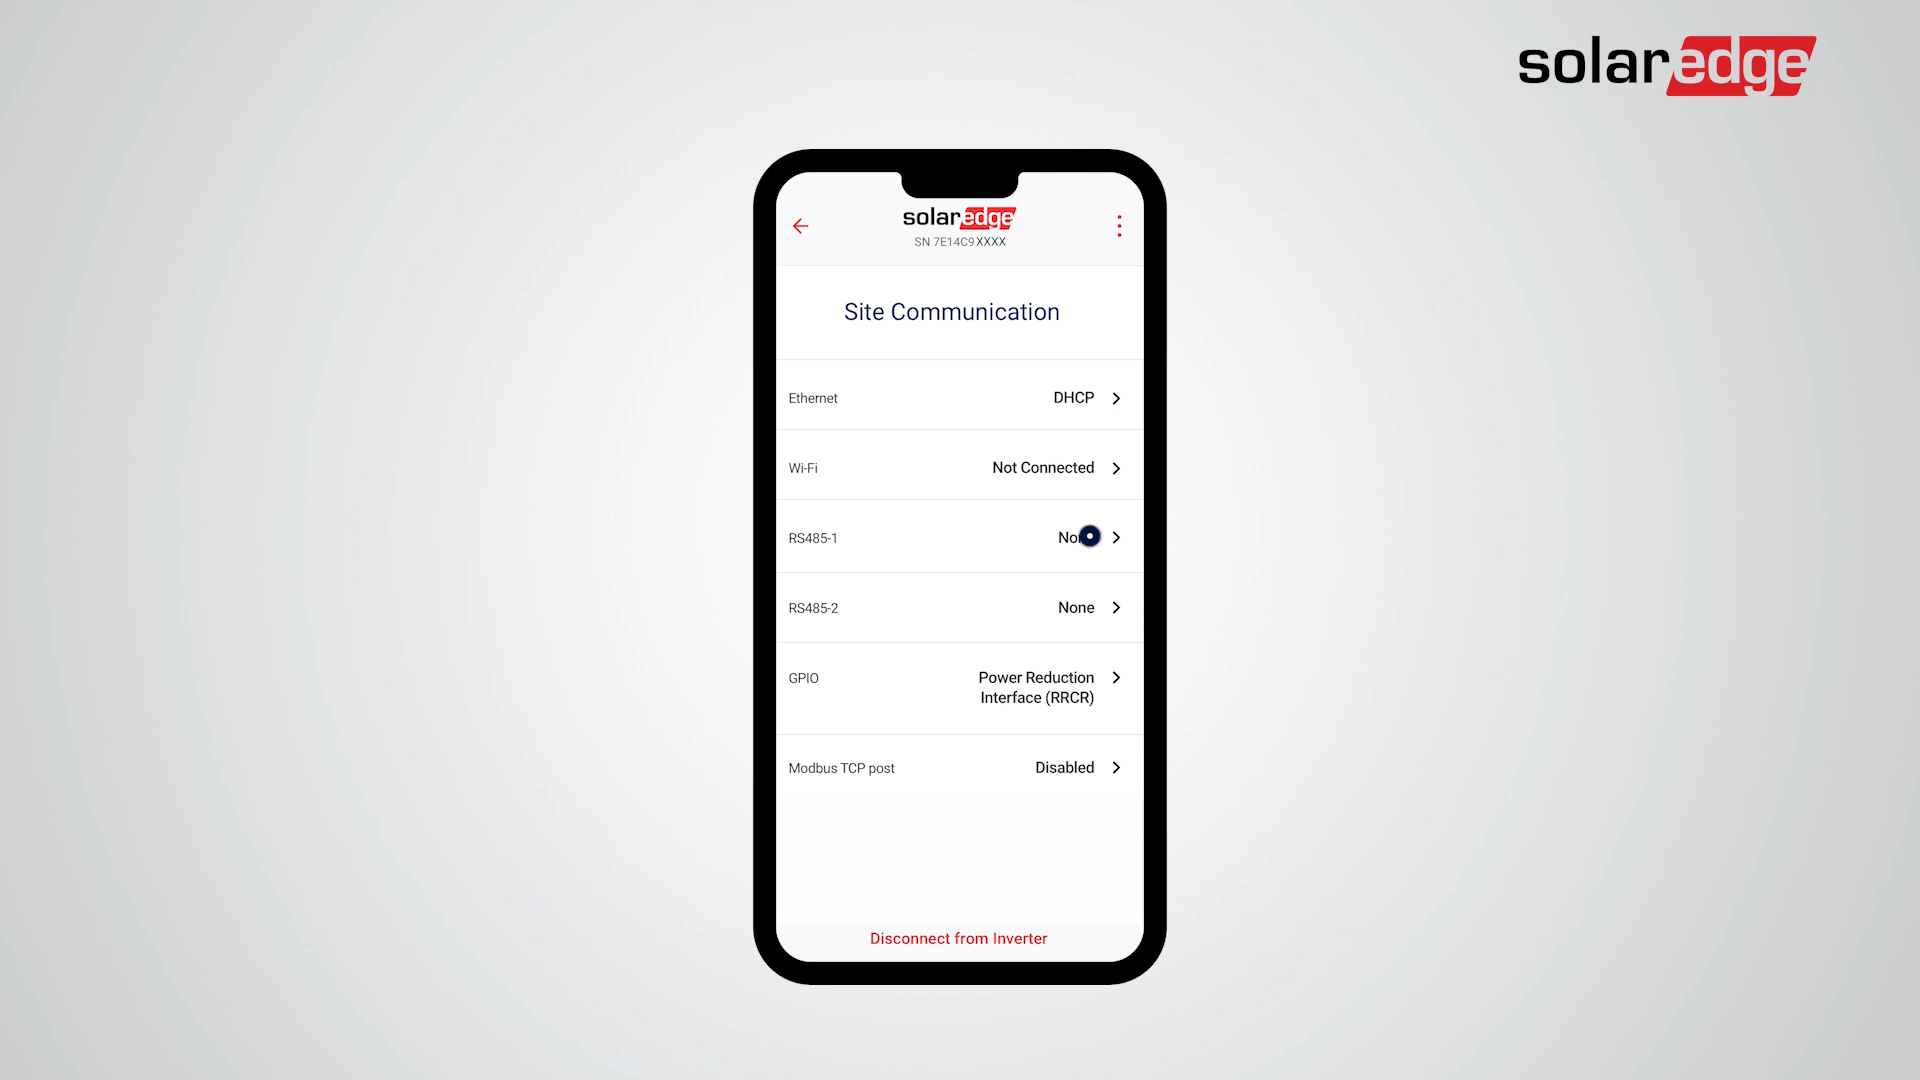 solaredge
solaredge
SN 7E14C9XXXX
Site Communication
Ethernet DHCP
Wi-Fi Not Connected
RS485-1
RS485-2 None
GPIO Power Reduction
Interface (RRCR)
Modbus TCP post Disabled
Disconnect from Inverter